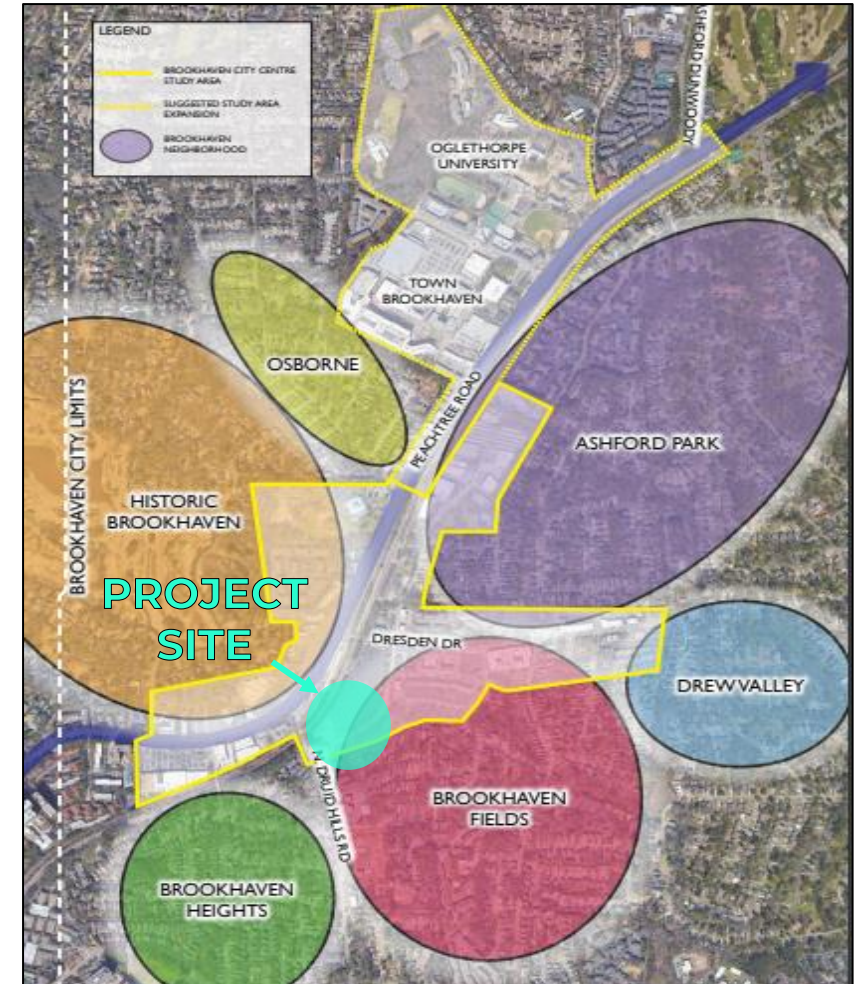 LEGEND
BROOKHAVEN CITY CENTRE
STUDY AREA
SUGGESTED STUDY AREA
EXPANSION
BROOKHAVEN
NEIGHBORHOOD
ASHFORD DUNWOODY
OGLETHORPE
UNIVERSITY
TOWN
BROOKHAVEN
OSBORNE
PEACHTREE ROAD
ASHFORD PARK
BROOKHAVEN CITY LIMITS
HISTORIC
BROOKHAVEN
PROJECT
SITE
DRESDEN DR
DREW VALLEY
N. DRUID HILLS RD
BROOKHAVEN
FIELDS
BROOKHAVEN
HEIGHTS